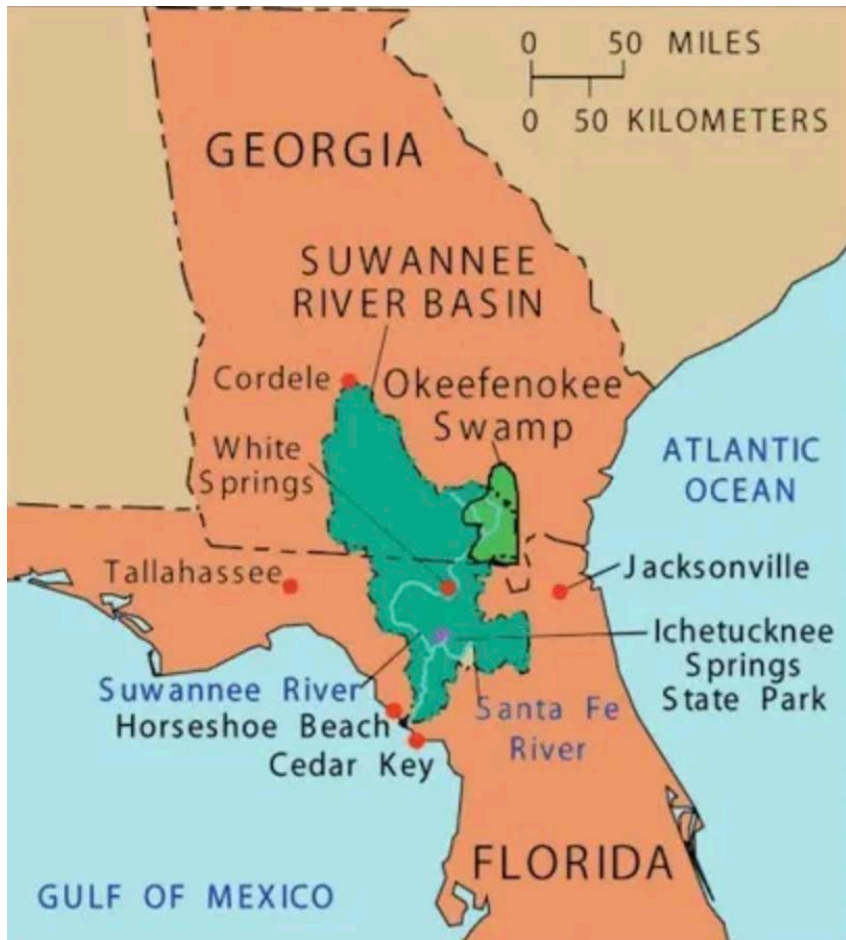 0 50 MILES
0 50 KILOMETERS
GEORGIA
SUWANNEE
RIVER BASIN
Cordele
Okeefenokee
Swamp
White
Springs
ATLANTIC
OCEAN
Tallahassee
Jacksonville
Ichetucknee
Springs
State Park
Suwannee River
Horseshoe Beach
Cedar Key
Santa Fe
River
FLORIDA
GULF OF MEXICO